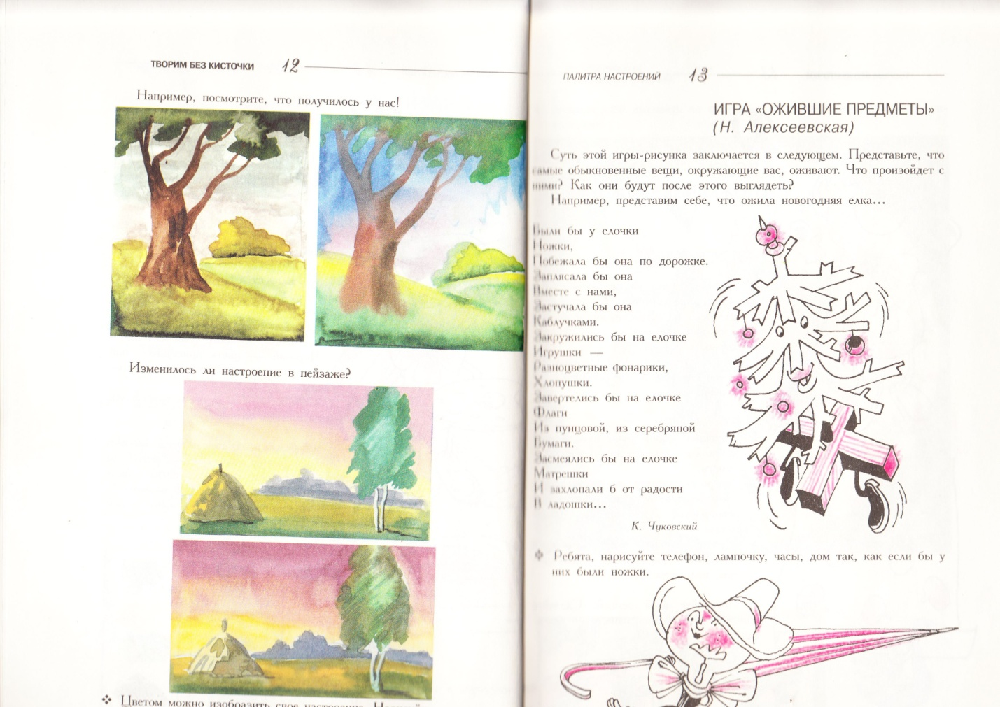 ТВОРИМ БЕЗ КИСТОЧКИ 12
Например, посмотрите, что получилось у нас!
Изменилось ли настроение в пейзаже?
❖ Цветом можно изобразить свое настроение.
ПАЛИТРА НАСТРОЕНИЙ 13
ИГРА «ОЖИВШИЕ ПРЕДМЕТЫ»
(Н. Алексеевская)
Суть этой игры-рисунка заключается в следующем. Представьте, что
самые обыкновенные вещи, окружающие вас, оживают. Что произойдет с
ними? Как они будут после этого выглядеть?
Например, представим себе, что ожила новогодняя елка...
Были бы у елочки
Ножки,
Побежала бы она по дорожке.
Заплясала бы она
Вместе с нами,
Застучала бы она
Каблучками.
Закружились бы на елочке
Игрушки —
Разноцветные фонарики,
Хлопушки.
Завертелись бы на елочке
Флаги
Из пунцовой, из серебряной
Бумаги.
Засмеялись бы на елочке
Матрешки
И захлопали б от радости
В ладошки...
К. Чуковский
❖ Ребята, нарисуйте телефон, лампочку, часы, дом так, как если бы у
них были ножки.